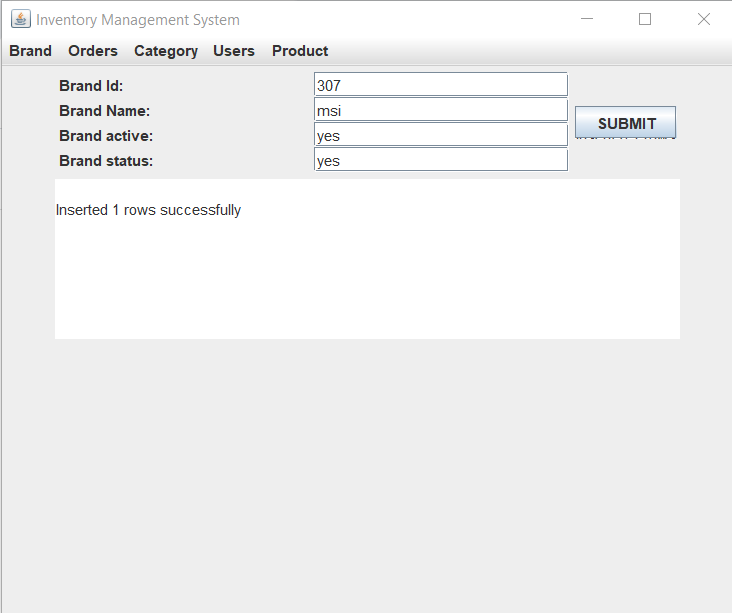 Inventory Management System
Brand Orders Category Users Product
Brand Id: 307
Brand Name: msi
Brand active: yes
Brand status: yes
SUBMIT
Inserted 1 rows successfully